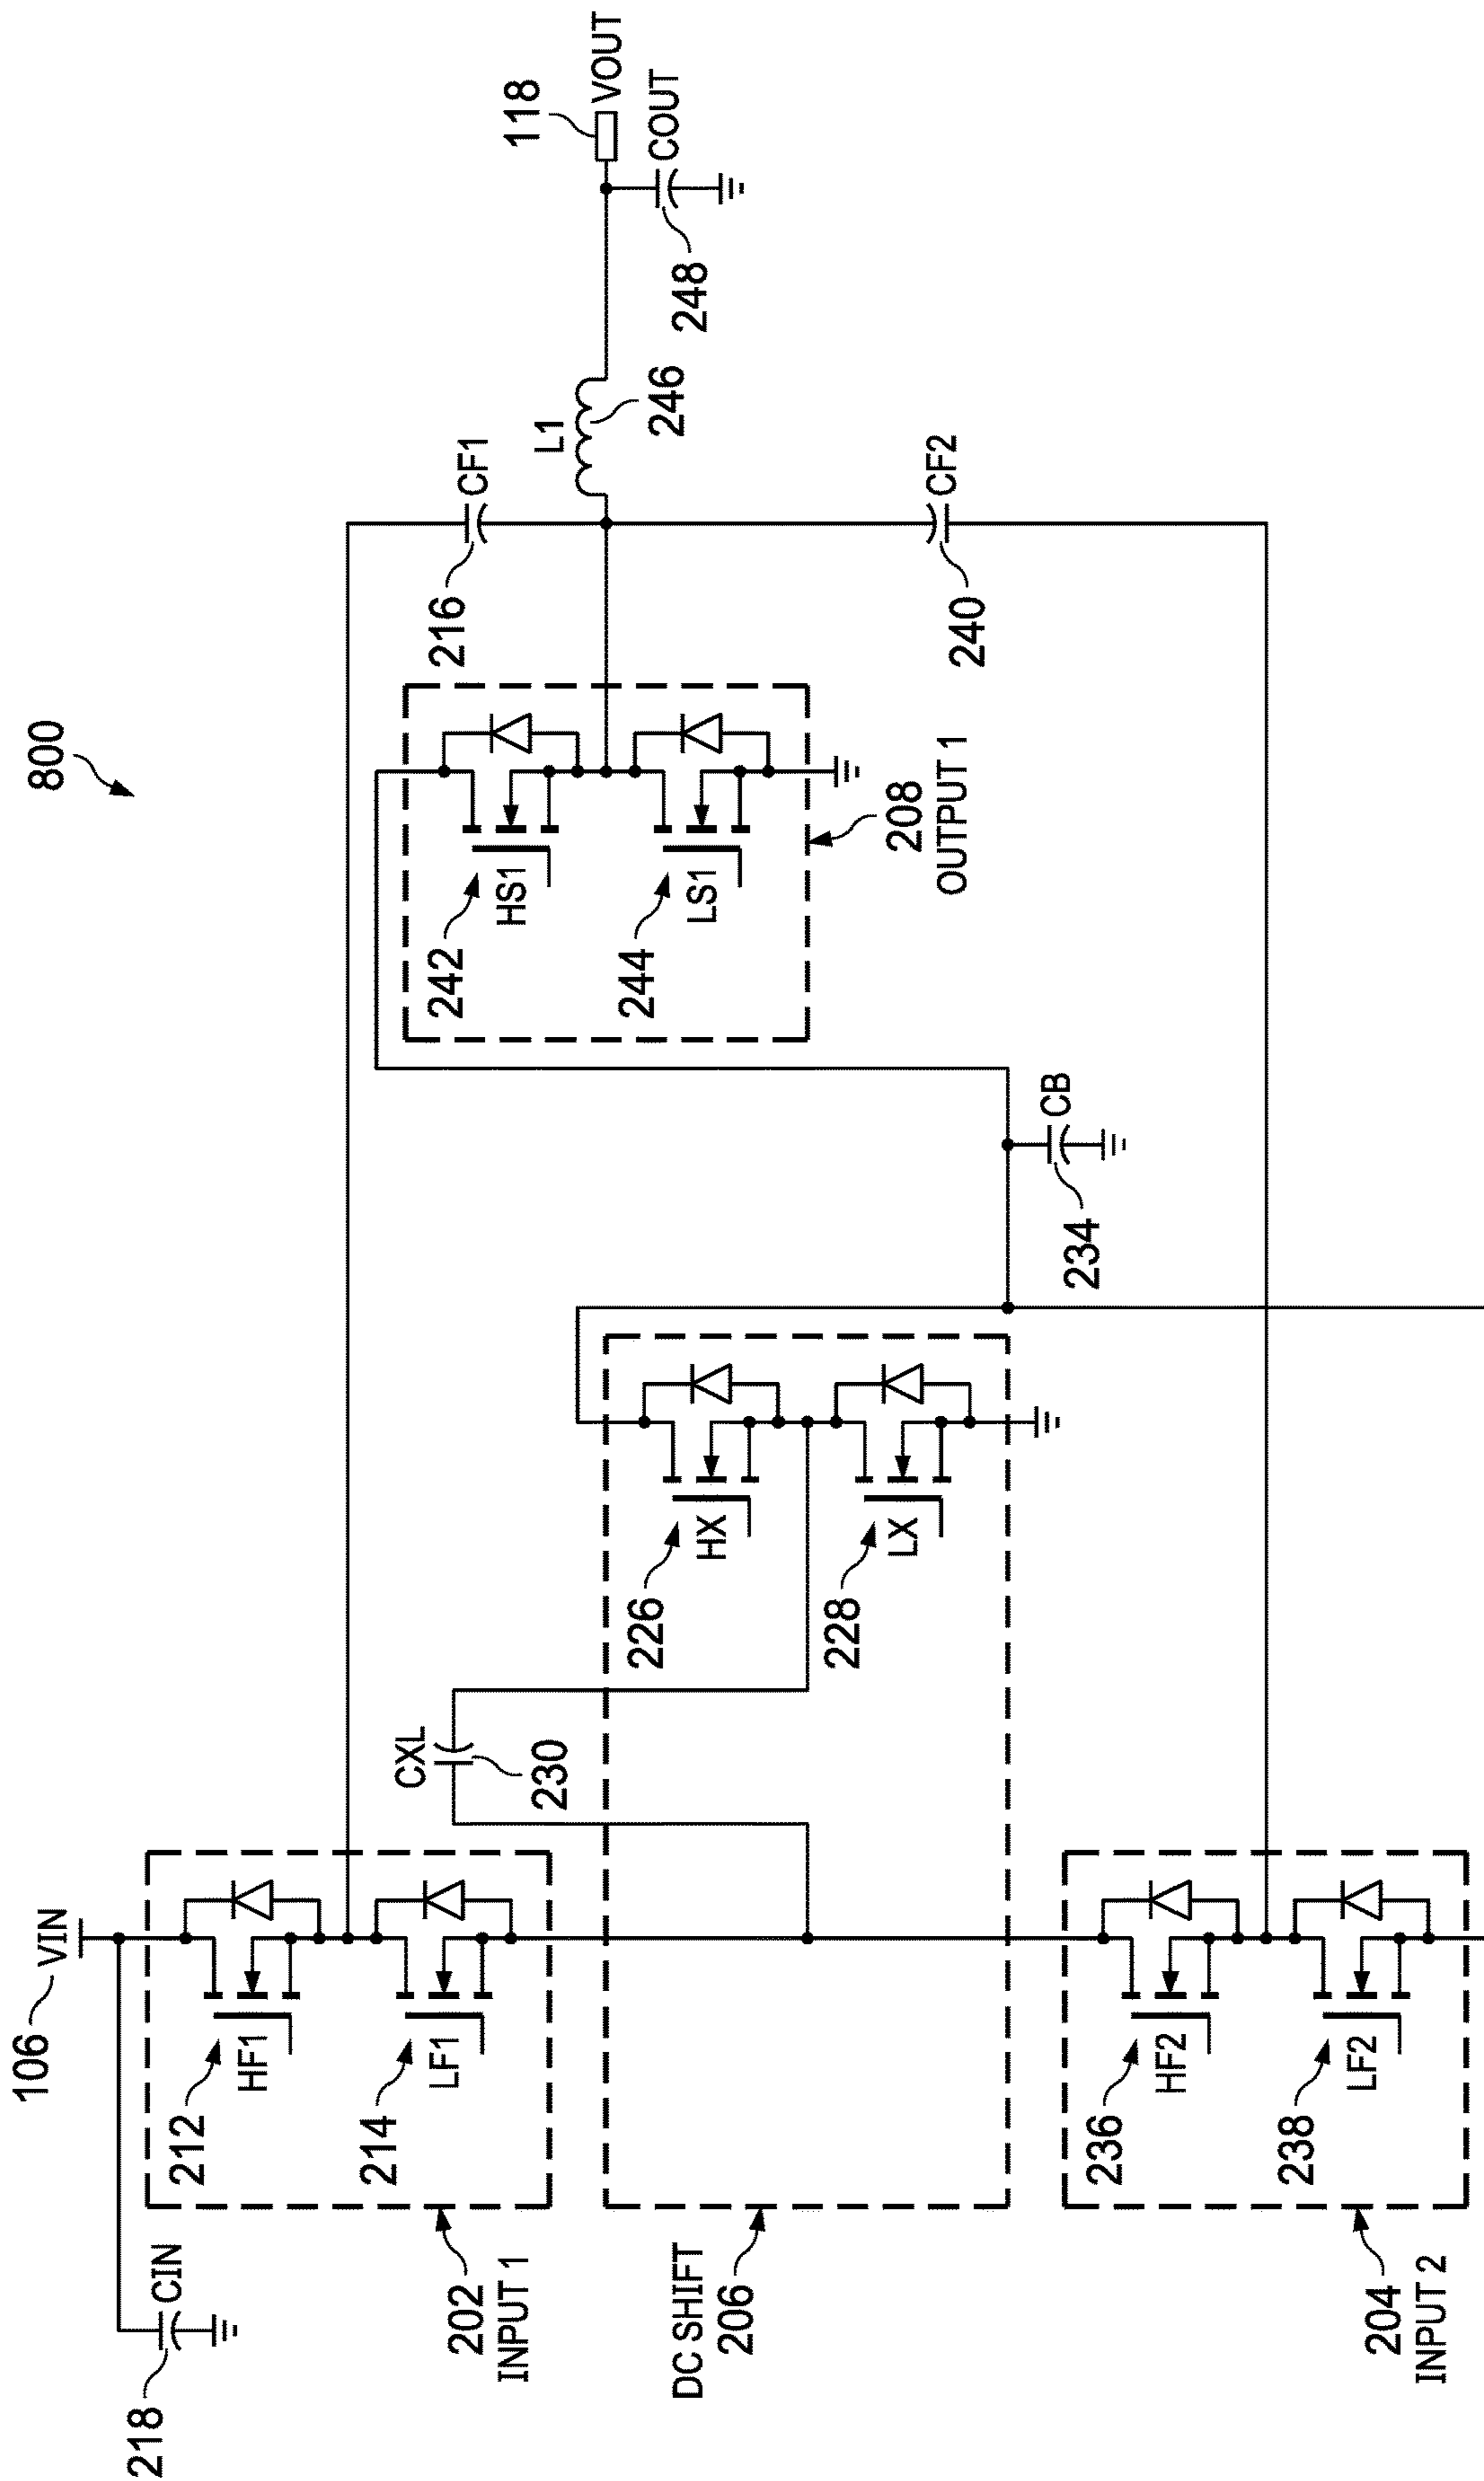 800
106
VIN
218
CIN
212
HF1
214
LF1
202
INPUT 1
CXL
230
DC SHIFT
206
226
HX
228
LX
236
HF2
238
LF2
204
INPUT 2
234
CB
242
HS1
244
LS1
208
OUTPUT 1
216
CF1
240
CF2
L1
246
248
COUT
118
VOUT